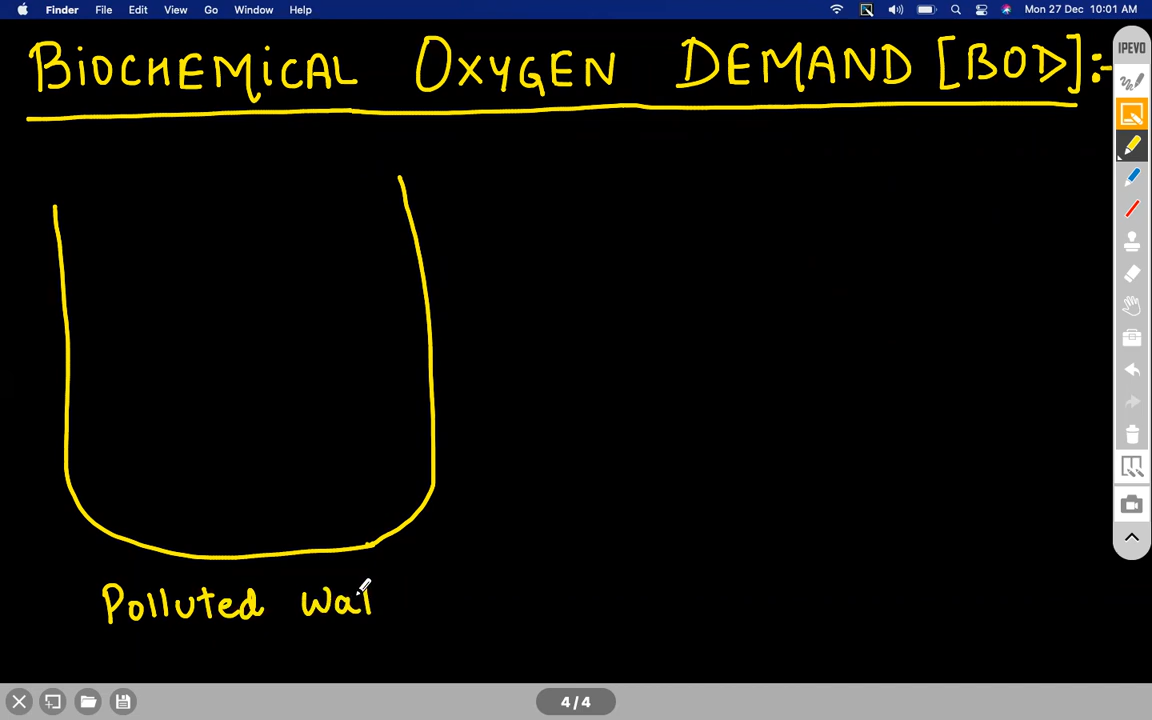 Finder File Edit View Go Window Help Mon 27 Dec 10:01 AM
IPEVO
BIOCHEMICAL OXYGEN DEMAND [BOD]:-
Polluted Wat
4/4